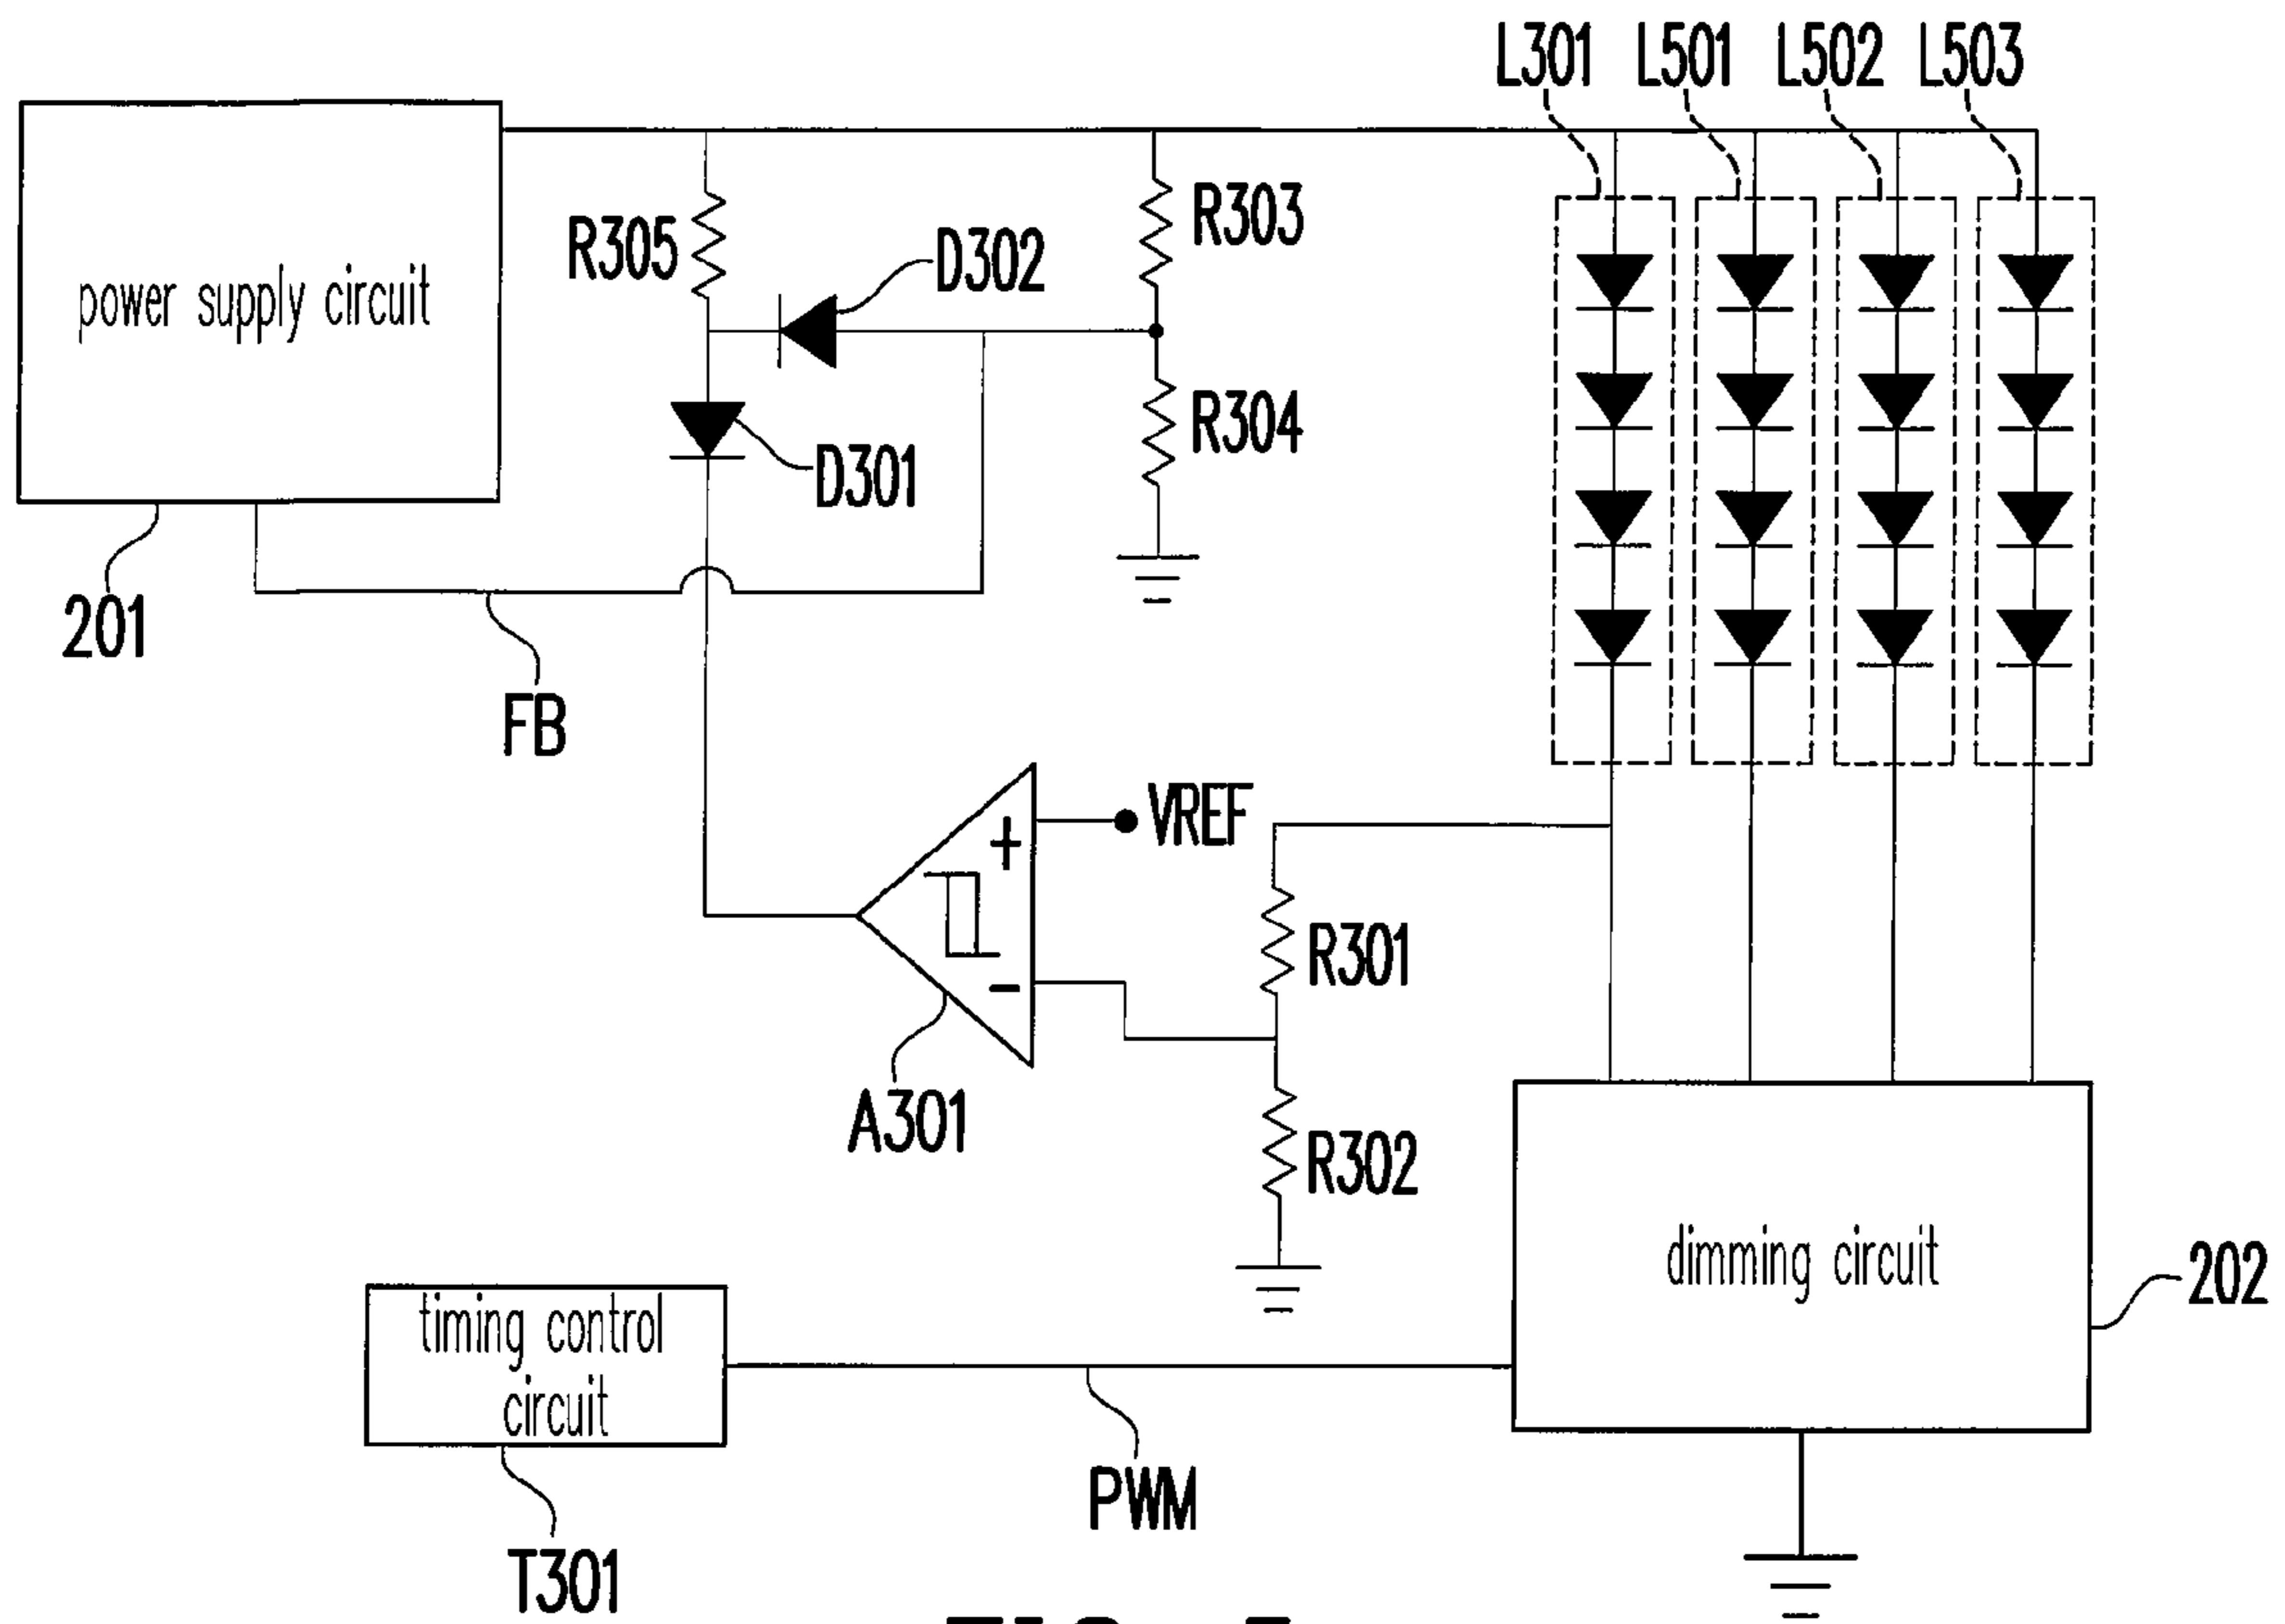 L301 L501 L502 L503
power supply circuit
R305
D302
R303
R304
D301
201
FB
+
VREF
-
R301
A301
R302
dimming circuit
202
timing control
circuit
PWM
T301